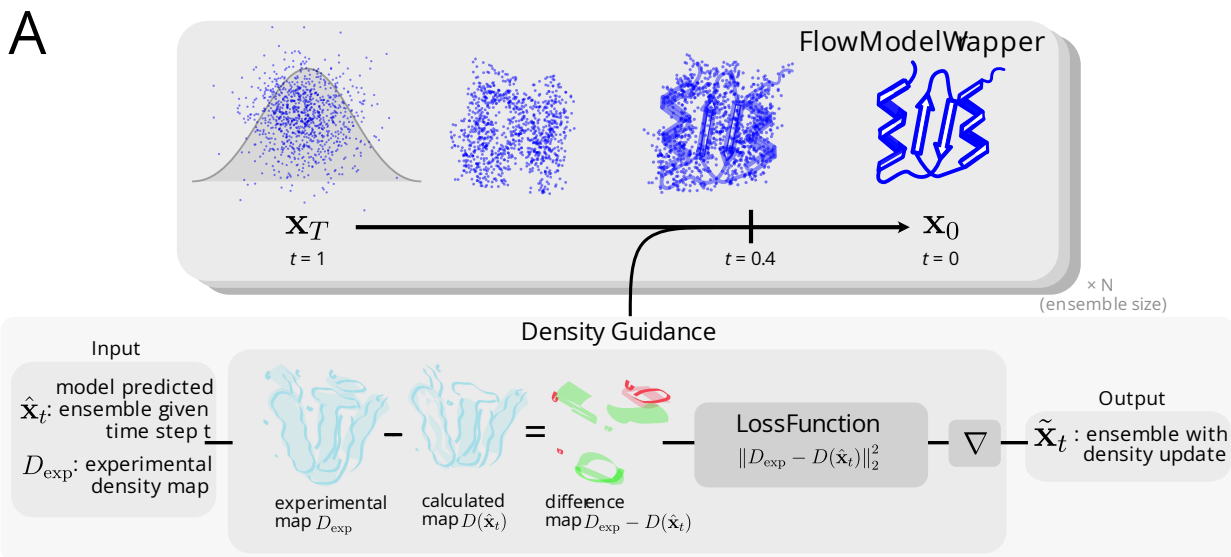 A
FlowModelWrapper
𝐱_T
𝐱_0
t = 1
t = 0.4
t = 0
× N
(ensemble size)
Density Guidance
Input
model predicted
x̂_t: ensemble given
time step t
D_exp: experimental
density map
−
=
experimental
map D_exp
calculated
map D(x̂_t)
difference
map D_exp − D(x̂_t)
LossFunction
‖D_exp − D(x̂_t)‖₂²
∇
Output
x̃_t : ensemble with
density update